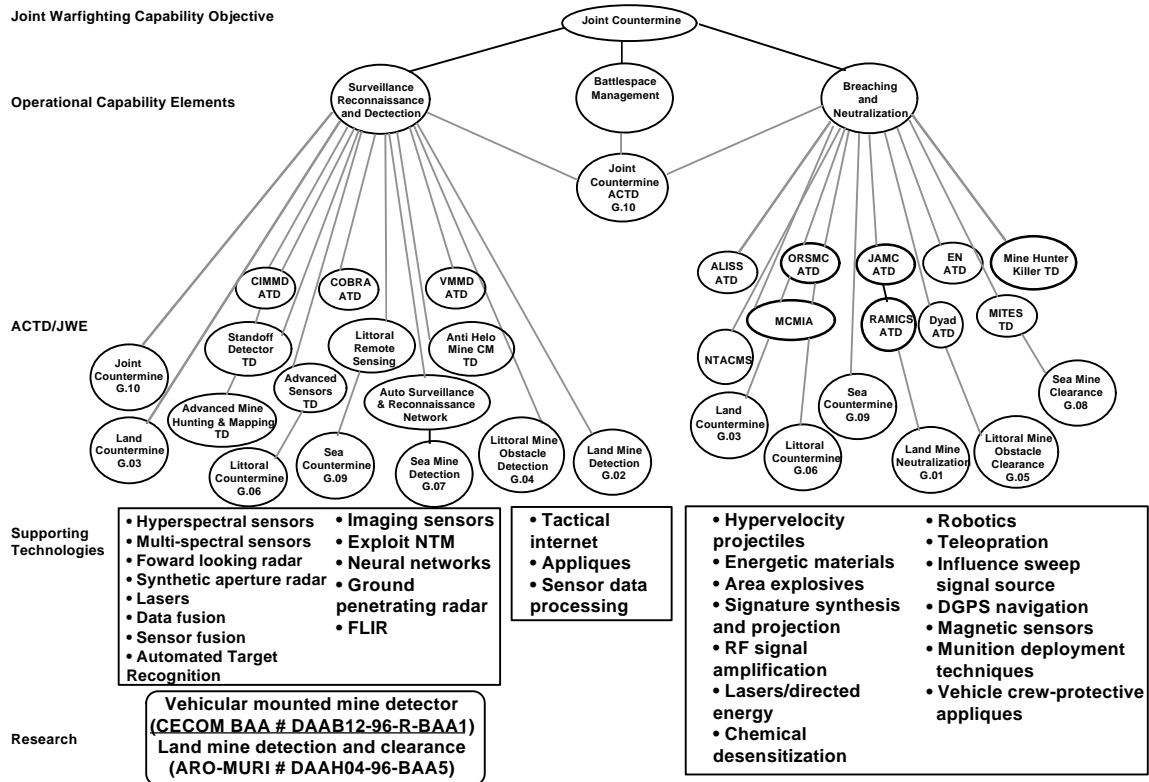 Joint Warfighting Capability Objective
Joint Countermine
Operational Capability Elements
Surveillance
Reconnaissance
and Dectection
Battlespace
Management
Breaching
and
Neutralization
Joint
Countermine
ACTD
G.10
ACTD/JWE
CIMMD
ATD
COBRA
ATD
VMMD
ATD
Standoff
Detector
TD
Littoral
Remote
Sensing
Anti Helo
Mine CM
TD
Joint
Countermine
G.10
Advanced
Sensors
TD
Auto Surveillance
& Reconnaissance
Network
Advanced Mine
Hunting & Mapping
TD
Land
Countermine
G.03
Littoral
Countermine
G.06
Sea
Countermine
G.09
Sea Mine
Detection
G.07
Littoral Mine
Obstacle
Detection
G.04
Land Mine
Detection
G.02
ALISS
ATD
ORSMC
ATD
JAMC
ATD
EN
ATD
Mine Hunter
Killer TD
MCMIA
RAMICS
ATD
Dyad
ATD
MITES
TD
NTACMS
Sea Mine
Clearance
G.08
Land
Countermine
G.03
Sea
Countermine
G.09
Littoral
Countermine
G.06
Land Mine
Neutralization
G.01
Littoral Mine
Obstacle
Clearance
G.05
Supporting
Technologies
• Hyperspectral sensors
• Multi-spectral sensors
• Foward looking radar
• Synthetic aperture radar
• Lasers
• Data fusion
• Sensor fusion
• Automated Target
Recognition
• Imaging sensors
• Exploit NTM
• Neural networks
• Ground
penetrating radar
• FLIR
• Tactical
internet
• Appliques
• Sensor data
processing
• Hypervelocity
projectiles
• Energetic materials
• Area explosives
• Signature synthesis
and projection
• RF signal
amplification
• Lasers/directed
energy
• Chemical
desensitization
• Robotics
• Teleopration
• Influence sweep
signal source
• DGPS navigation
• Magnetic sensors
• Munition deployment
techniques
• Vehicle crew-protective
appliques
Research
Vehicular mounted mine detector
(CECOM BAA # DAAB12-96-R-BAA1)
Land mine detection and clearance
(ARO-MURI # DAAH04-96-BAA5)